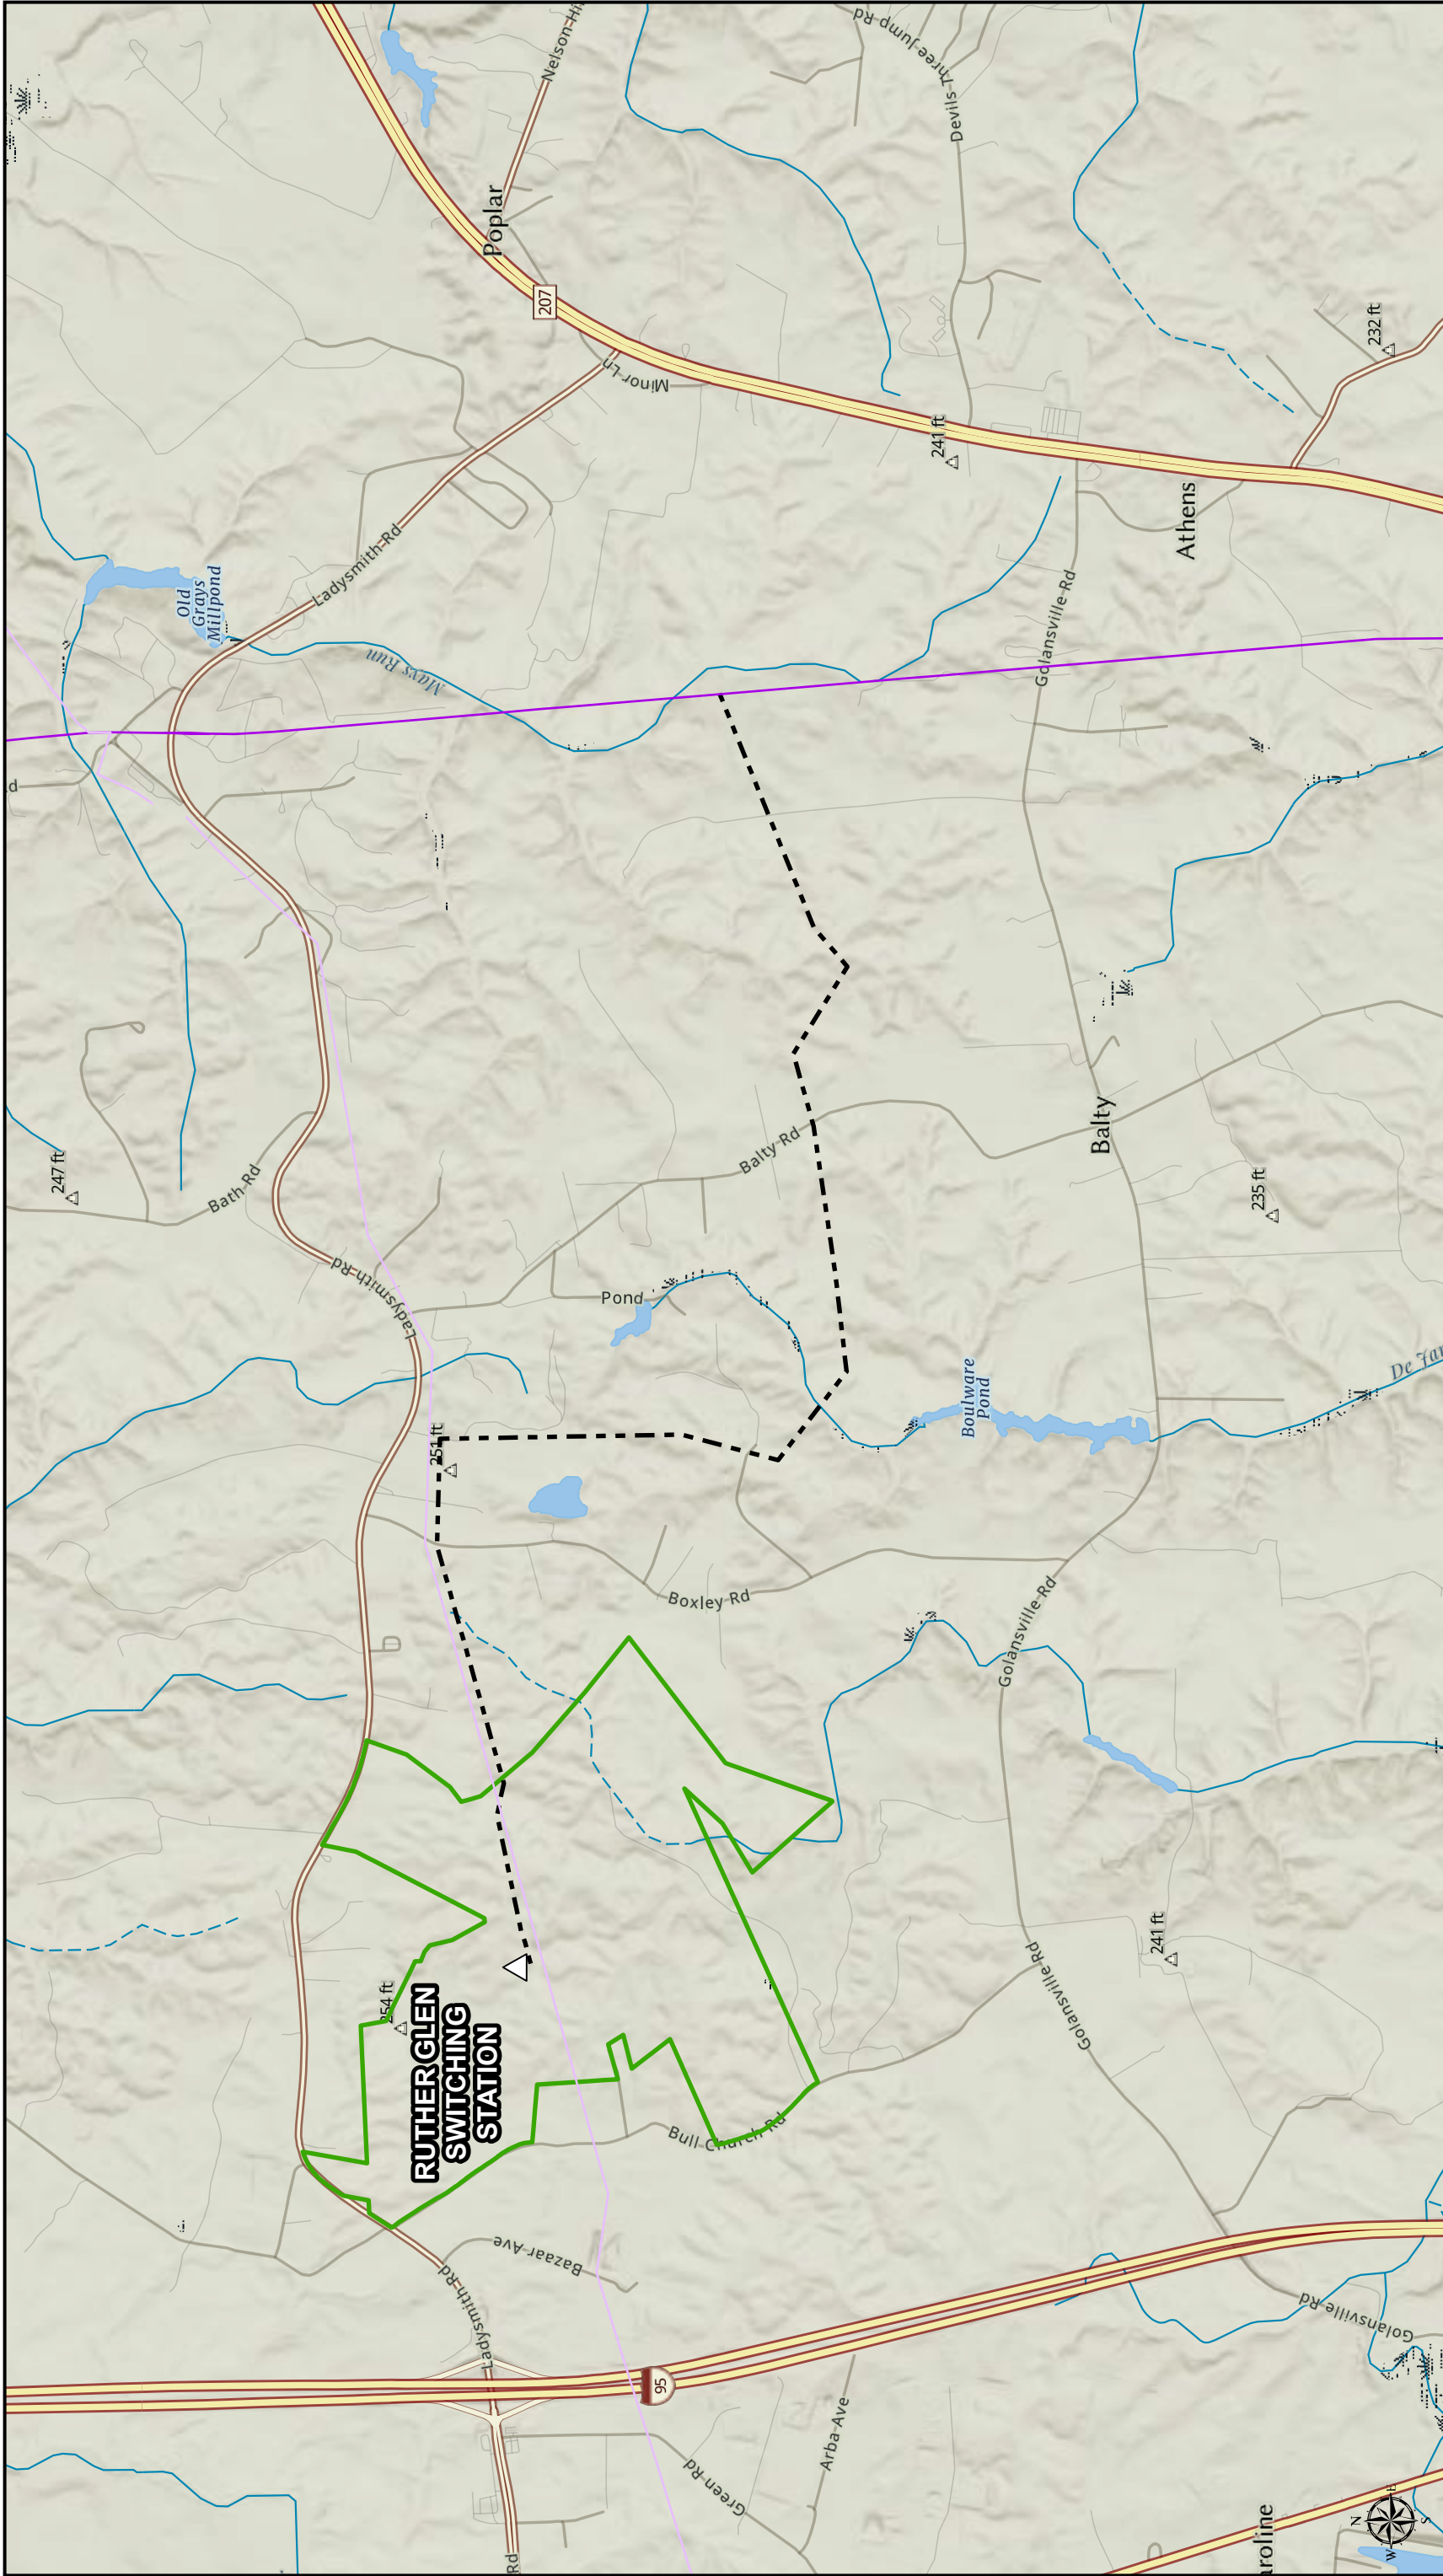 Nelson Hi
Devils Three Jump Rd
Poplar
207
Minor Ln
232 ft
241 ft
Athens
Ladysmith Rd
Old
Grays
Millpond
Golansville Rd
Mays Run
d
Balty
Balty Rd
247 ft
Bath Rd
235 ft
Ladysmith Rd
Pond
Boulware
Pond
251 ft
Boxley Rd
Golansville Rd
241 ft
Golansville Rd
254 ft
RUTHER GLEN
SWITCHING
STATION
Bull Church Rd
Bazaar Ave
Ladysmith Rd
Golansville Rd
95
Arba Ave
Green Rd
Rd
aroline
N
E
S
W